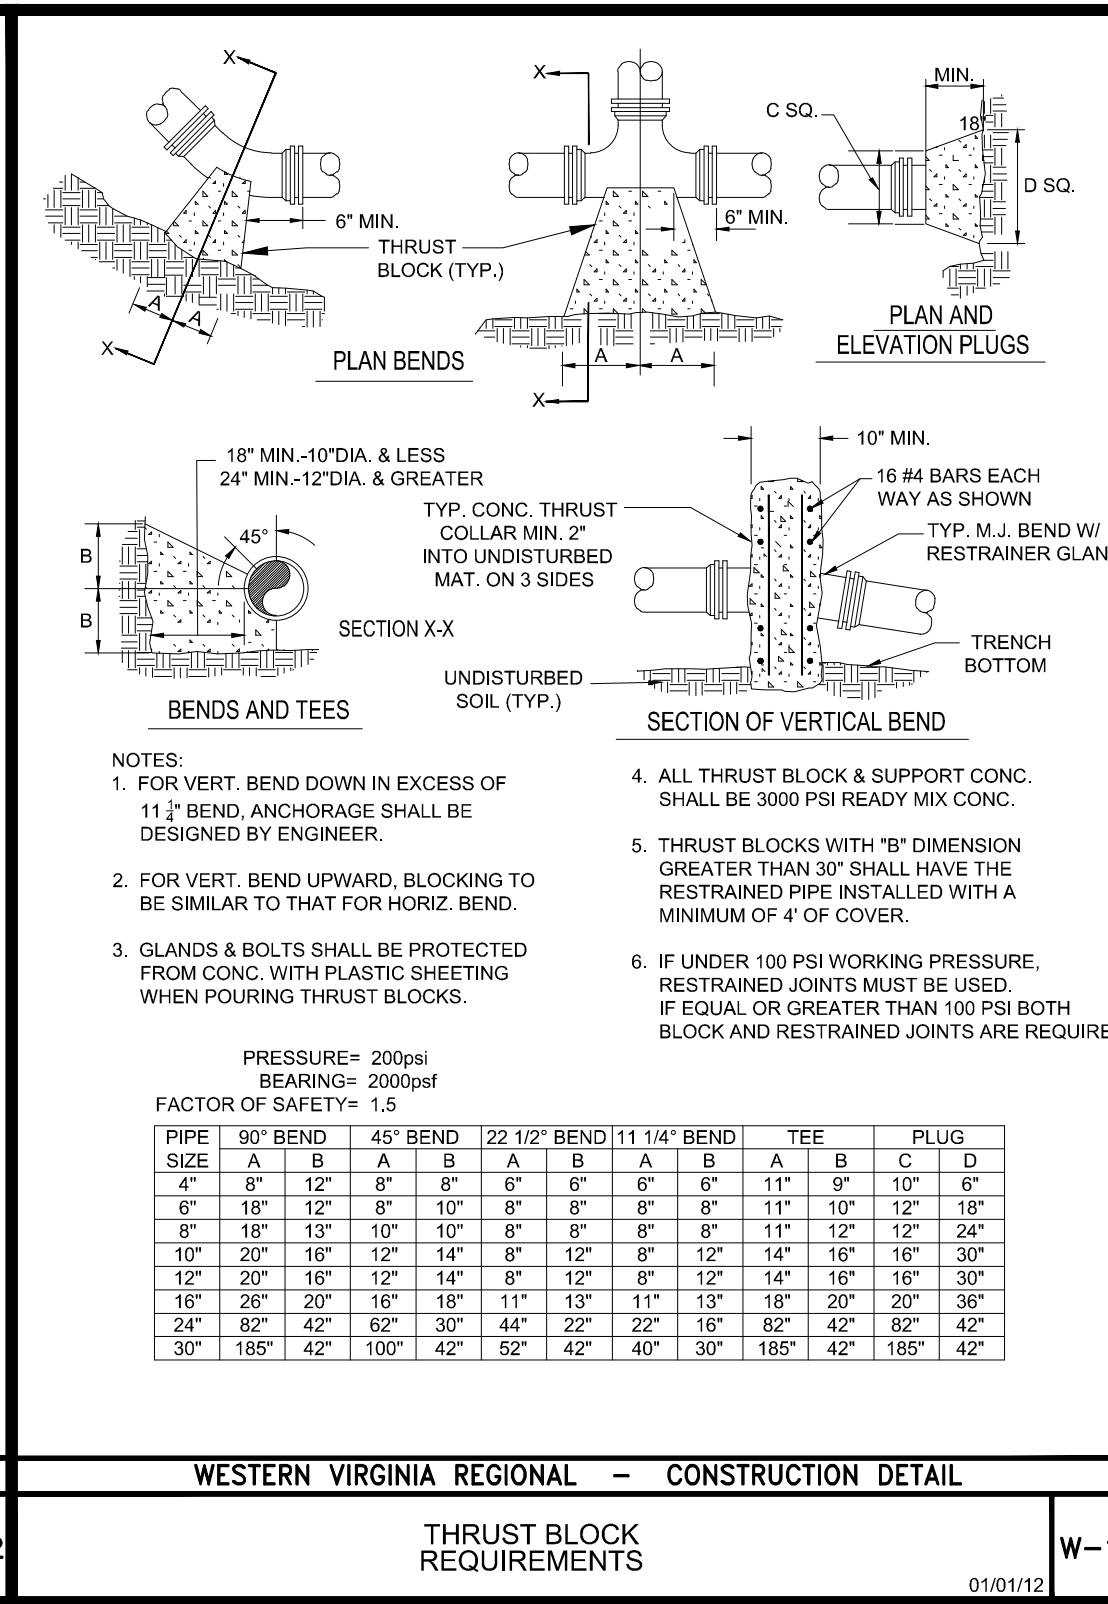 X
X
MIN.
C SQ.
18"
D SQ.
6" MIN.
6" MIN.
THRUST
BLOCK (TYP.)
A
A
X
PLAN BENDS
A
A
X
PLAN AND
ELEVATION PLUGS
18" MIN.-10"DIA. & LESS
24" MIN.-12"DIA. & GREATER
45°
B
B
SECTION X-X
BENDS AND TEES
10" MIN.
16 #4 BARS EACH
WAY AS SHOWN
TYP. CONC. THRUST
COLLAR MIN. 2"
INTO UNDISTURBED
MAT. ON 3 SIDES
TYP. M.J. BEND W/
RESTRAINER GLAN
TRENCH
BOTTOM
UNDISTURBED
SOIL (TYP.)
SECTION OF VERTICAL BEND
NOTES:
1. FOR VERT. BEND DOWN IN EXCESS OF
11 1/4" BEND, ANCHORAGE SHALL BE
DESIGNED BY ENGINEER.
2. FOR VERT. BEND UPWARD, BLOCKING TO
BE SIMILAR TO THAT FOR HORIZ. BEND.
3. GLANDS & BOLTS SHALL BE PROTECTED
FROM CONC. WITH PLASTIC SHEETING
WHEN POURING THRUST BLOCKS.
4. ALL THRUST BLOCK & SUPPORT CONC.
SHALL BE 3000 PSI READY MIX CONC.
5. THRUST BLOCKS WITH "B" DIMENSION
GREATER THAN 30" SHALL HAVE THE
RESTRAINED PIPE INSTALLED WITH A
MINIMUM OF 4' OF COVER.
6. IF UNDER 100 PSI WORKING PRESSURE,
RESTRAINED JOINTS MUST BE USED.
IF EQUAL OR GREATER THAN 100 PSI BOTH
BLOCK AND RESTRAINED JOINTS ARE REQUIRE
PRESSURE= 200psi
BEARING= 2000psf
FACTOR OF SAFETY= 1.5
PIPE 90° BEND 45° BEND 22 1/2° BEND 11 1/4° BEND TEE PLUG
SIZE A B A B A B A B A B C D
4" 8" 12" 8" 8" 6" 6" 6" 6" 11" 9" 10" 6"
6" 18" 12" 8" 10" 8" 8" 8" 8" 11" 10" 12" 18"
8" 18" 13" 10" 10" 8" 8" 8" 8" 11" 12" 12" 24"
10" 20" 16" 12" 14" 8" 12" 8" 12" 14" 16" 16" 30"
12" 20" 16" 12" 14" 8" 12" 8" 12" 14" 16" 16" 30"
16" 26" 20" 16" 18" 11" 13" 11" 13" 18" 20" 20" 36"
24" 82" 42" 62" 30" 44" 22" 22" 16" 82" 42" 82" 42"
30" 185" 42" 100" 42" 52" 42" 40" 30" 185" 42" 185" 42"
WESTERN VIRGINIA REGIONAL – CONSTRUCTION DETAIL
THRUST BLOCK
REQUIREMENTS
01/01/12
W-